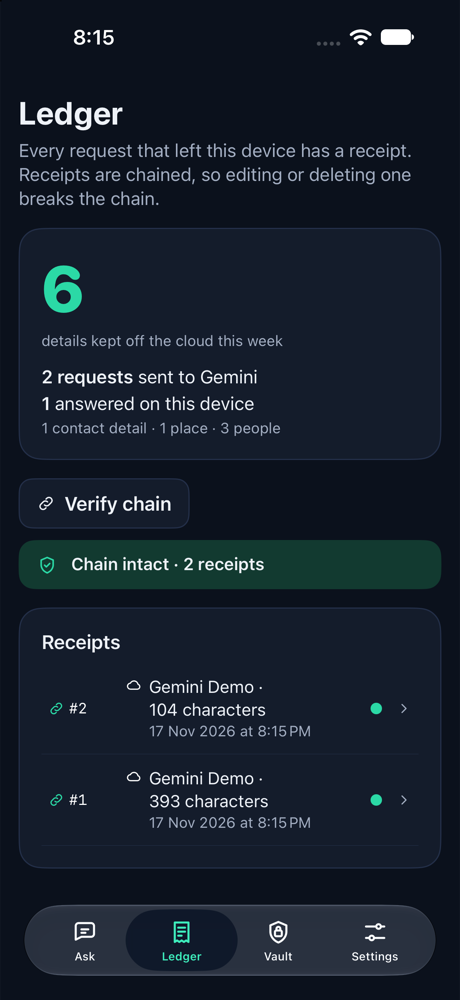 8:15
Ledger
Every request that left this device has a receipt.
Receipts are chained, so editing or deleting one
breaks the chain.
6
details kept off the cloud this week
2 requests sent to Gemini
1 answered on this device
1 contact detail · 1 place · 3 people
Verify chain
Chain intact · 2 receipts
Receipts
#2
Gemini Demo ·
104 characters
17 Nov 2026 at 8:15 PM
#1
Gemini Demo ·
393 characters
17 Nov 2026 at 8:15 PM
Ask
Ledger
Vault
Settings